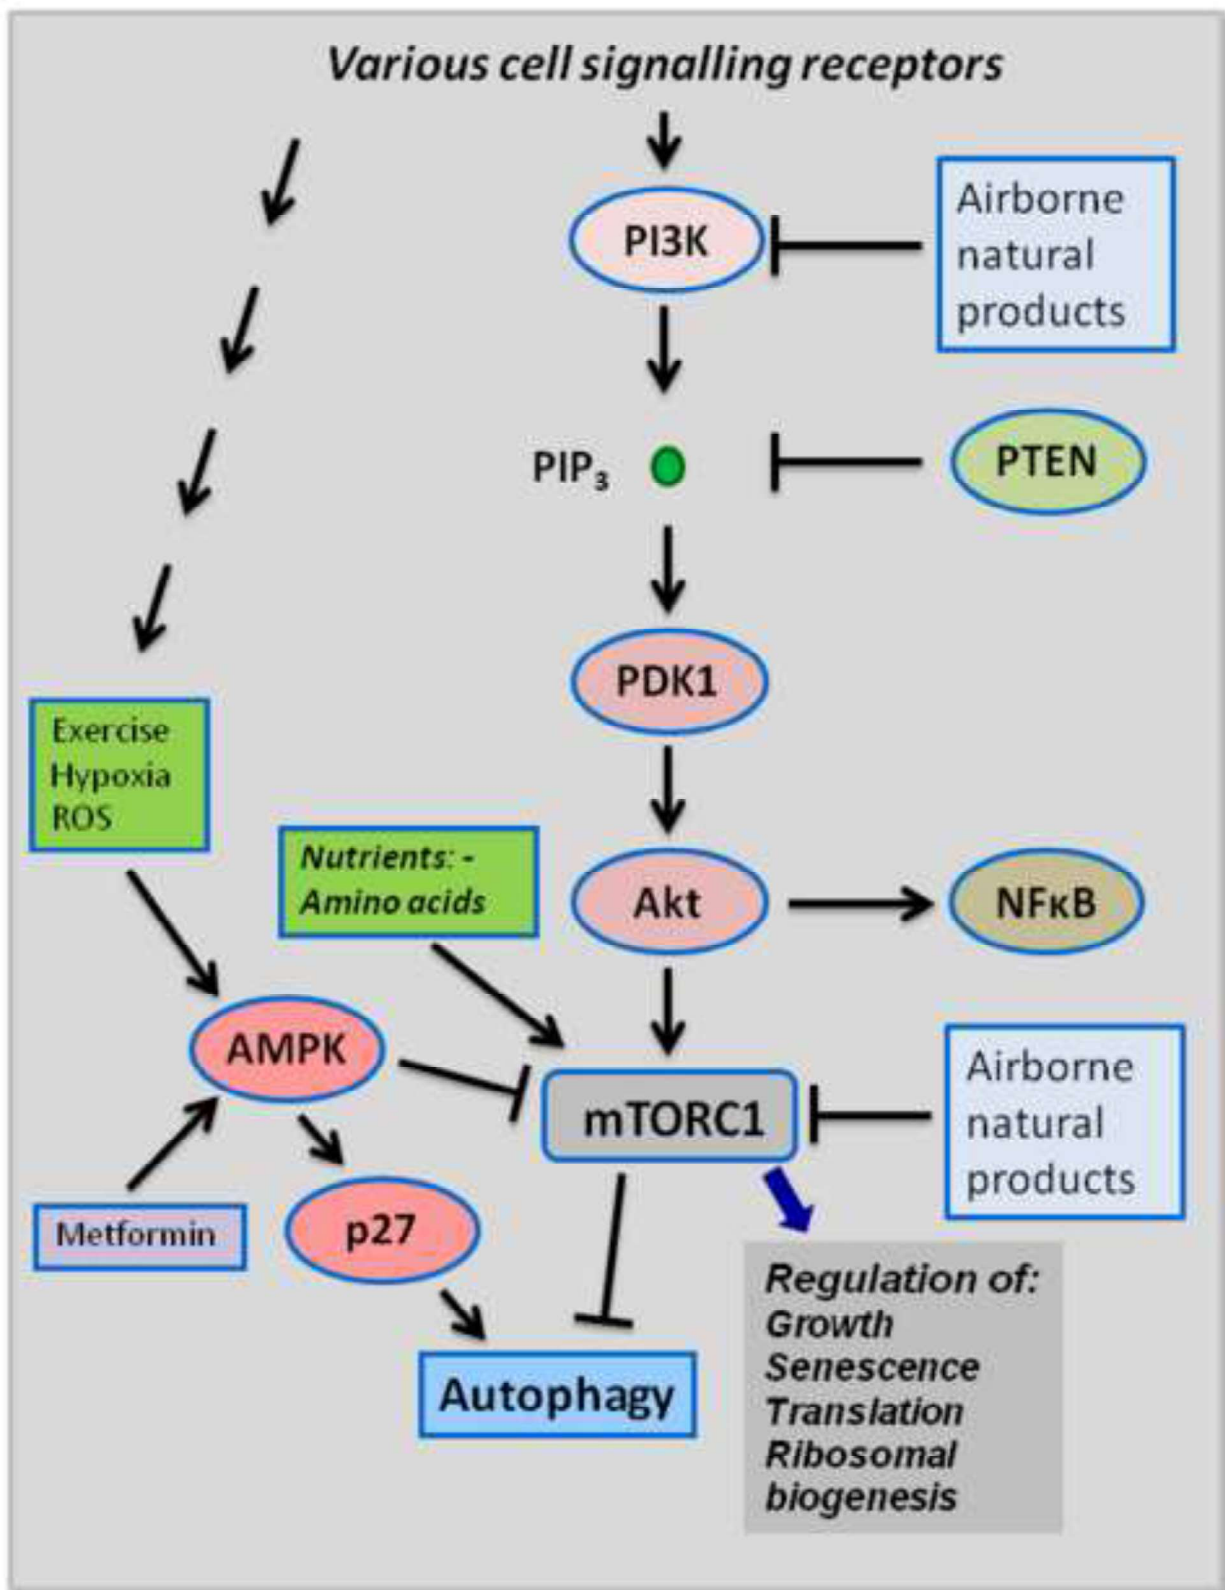 Various cell signalling receptors
PI3K
Airborne
natural
products
PIP₃
PTEN
PDK1
Exercise
Hypoxia
ROS
Nutrients: -
Amino acids
Akt
NFκB
AMPK
mTORC1
Airborne
natural
products
Metformin
p27
Autophagy
Regulation of:
Growth
Senescence
Translation
Ribosomal
biogenesis